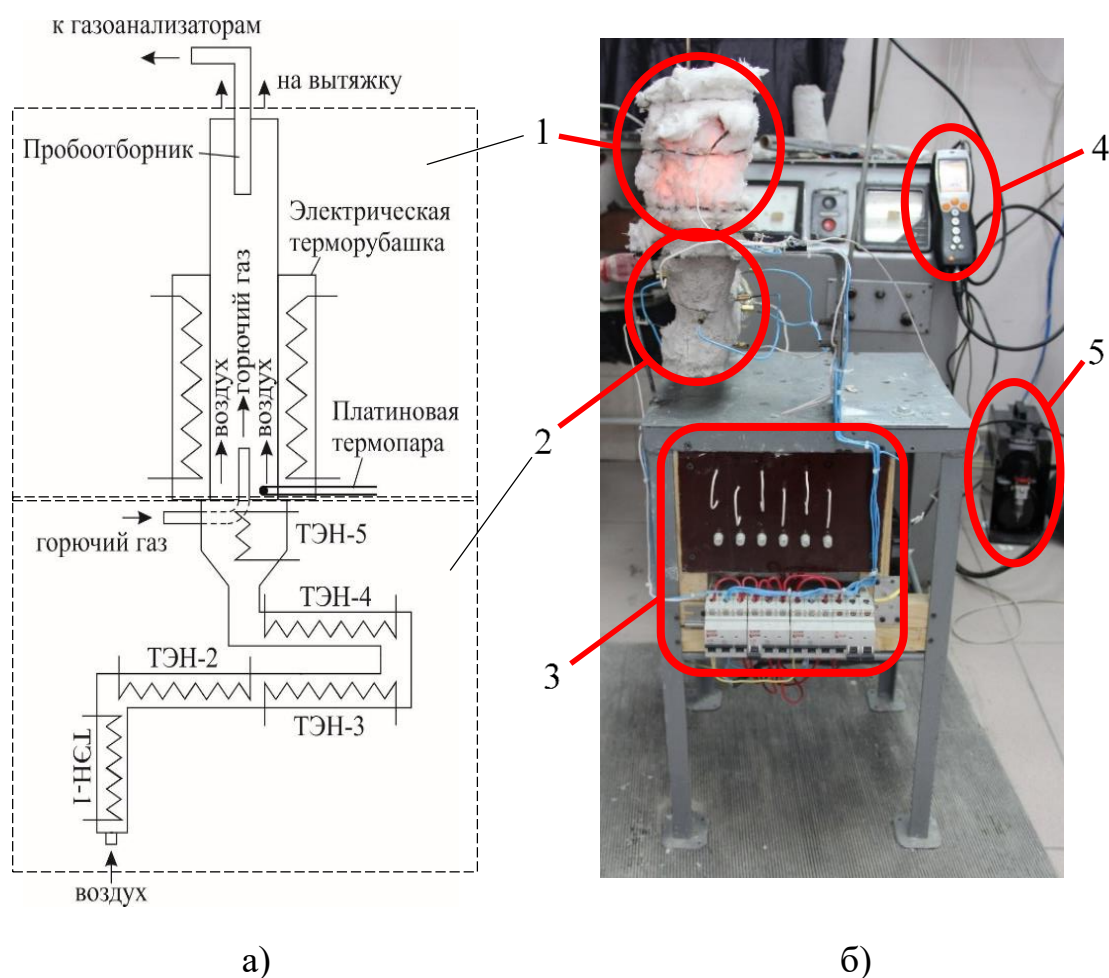 к газоанализаторам
на вытяжку
Пробоотборник
Электрическая
терморубашка
воздух
горючий газ
воздух
Платиновая
термопара
горючий газ
ТЭН-5
ТЭН-4
ТЭН-2
ТЭН-3
ТЭН-1
воздух
1
2
3
4
5
а)
б)